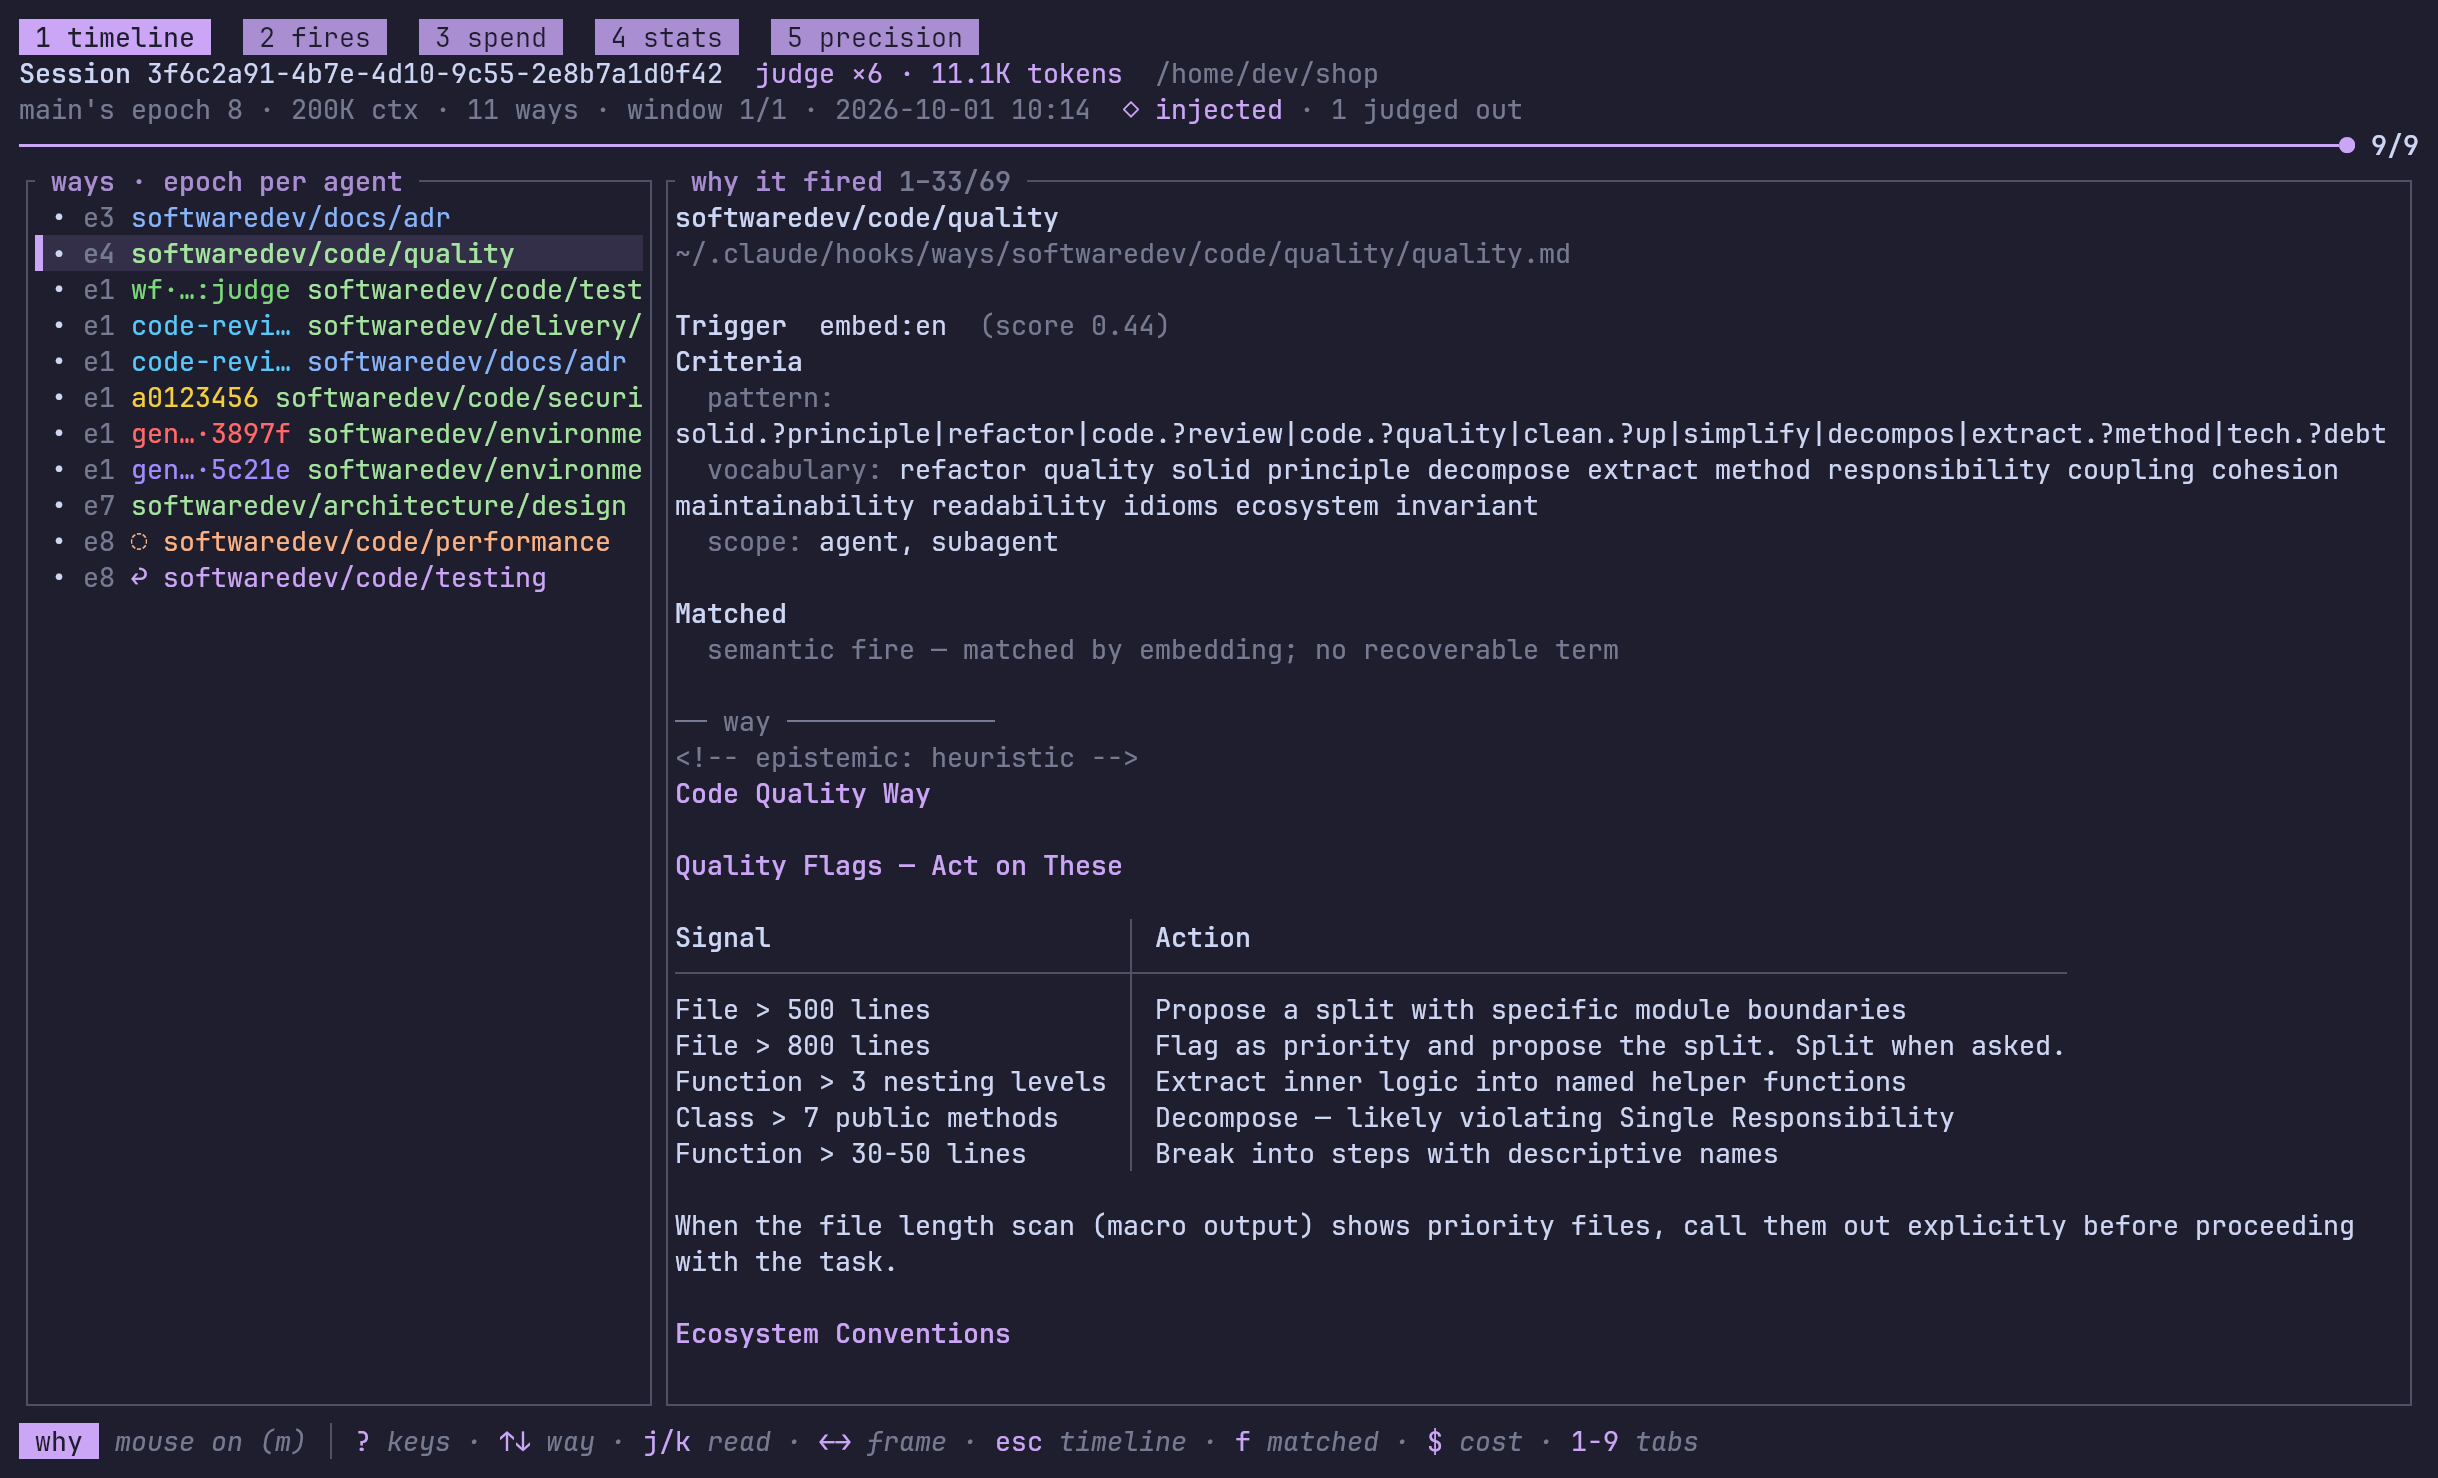 1 timeline  2 fires  3 spend  4 stats  5 precision
Session 3f6c2a91-4b7e-4d10-9c55-2e8b7a1d0f42  judge ×6 · 11.1K tokens  /home/dev/shop
main's epoch 8 · 200K ctx · 11 ways · window 1/1 · 2026-10-01 10:14  ◇ injected · 1 judged out
9/9
ways · epoch per agent
• e3 softwaredev/docs/adr
• e4 softwaredev/code/quality
• e1 wf·…:judge softwaredev/code/test
• e1 code-revi… softwaredev/delivery/
• e1 code-revi… softwaredev/docs/adr
• e1 a0123456 softwaredev/code/securi
• e1 gen…·3897f softwaredev/environme
• e1 gen…·5c21e softwaredev/environme
• e7 softwaredev/architecture/design
• e8 ◌ softwaredev/code/performance
• e8 ⤶ softwaredev/code/testing
why it fired 1–33/69
softwaredev/code/quality
~/.claude/hooks/ways/softwaredev/code/quality/quality.md
Trigger  embed:en  (score 0.44)
Criteria
pattern:
solid.?principle|refactor|code.?review|code.?quality|clean.?up|simplify|decompos|extract.?method|tech.?debt
vocabulary: refactor quality solid principle decompose extract method responsibility coupling cohesion
maintainability readability idioms ecosystem invariant
scope: agent, subagent
Matched
semantic fire — matched by embedding; no recoverable term
── way ─────────────
<!-- epistemic: heuristic -->
Code Quality Way
Quality Flags — Act on These
Signal │ Action
File > 500 lines │ Propose a split with specific module boundaries
File > 800 lines │ Flag as priority and propose the split. Split when asked.
Function > 3 nesting levels │ Extract inner logic into named helper functions
Class > 7 public methods │ Decompose — likely violating Single Responsibility
Function > 30-50 lines │ Break into steps with descriptive names
When the file length scan (macro output) shows priority files, call them out explicitly before proceeding
with the task.
Ecosystem Conventions
why  mouse on (m) │ ? keys · ↑↓ way · j/k read · ←→ frame · esc timeline · f matched · $ cost · 1-9 tabs